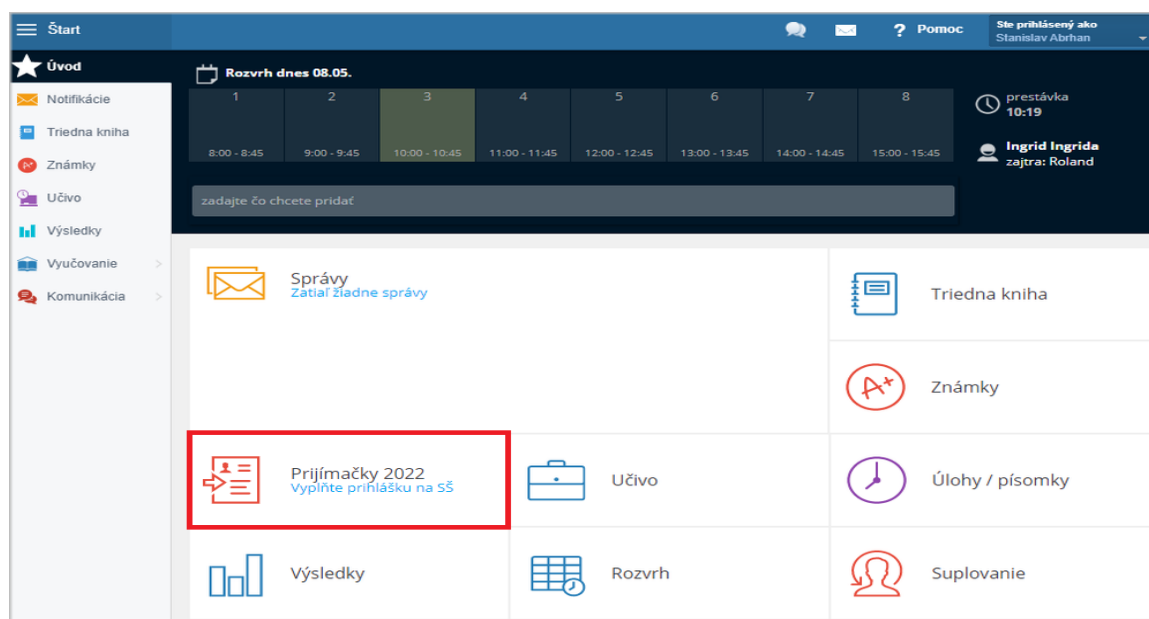 Štart
Pomoc
Ste prihlásený ako
Stanislav Abrhan
Úvod
Notifikácie
Triedna kniha
Známky
Učivo
Výsledky
Vyučovanie
Komunikácia
Rozvrh dnes 08.05.
1 2 3 4 5 6 7 8
8:00 - 8:45 9:00 - 9:45 10:00 - 10:45 11:00 - 11:45 12:00 - 12:45 13:00 - 13:45 14:00 - 14:45 15:00 - 15:45
prestávka
10:19
Ingrid Ingrida
zajtra: Roland
zadajte čo chcete pridať
Správy
Zatiaľ žiadne správy
Triedna kniha
A+
Známky
Prijímačky 2022
Vyplňte prihlášku na SŠ
Učivo
Úlohy / písomky
Výsledky
Rozvrh
Suplovanie